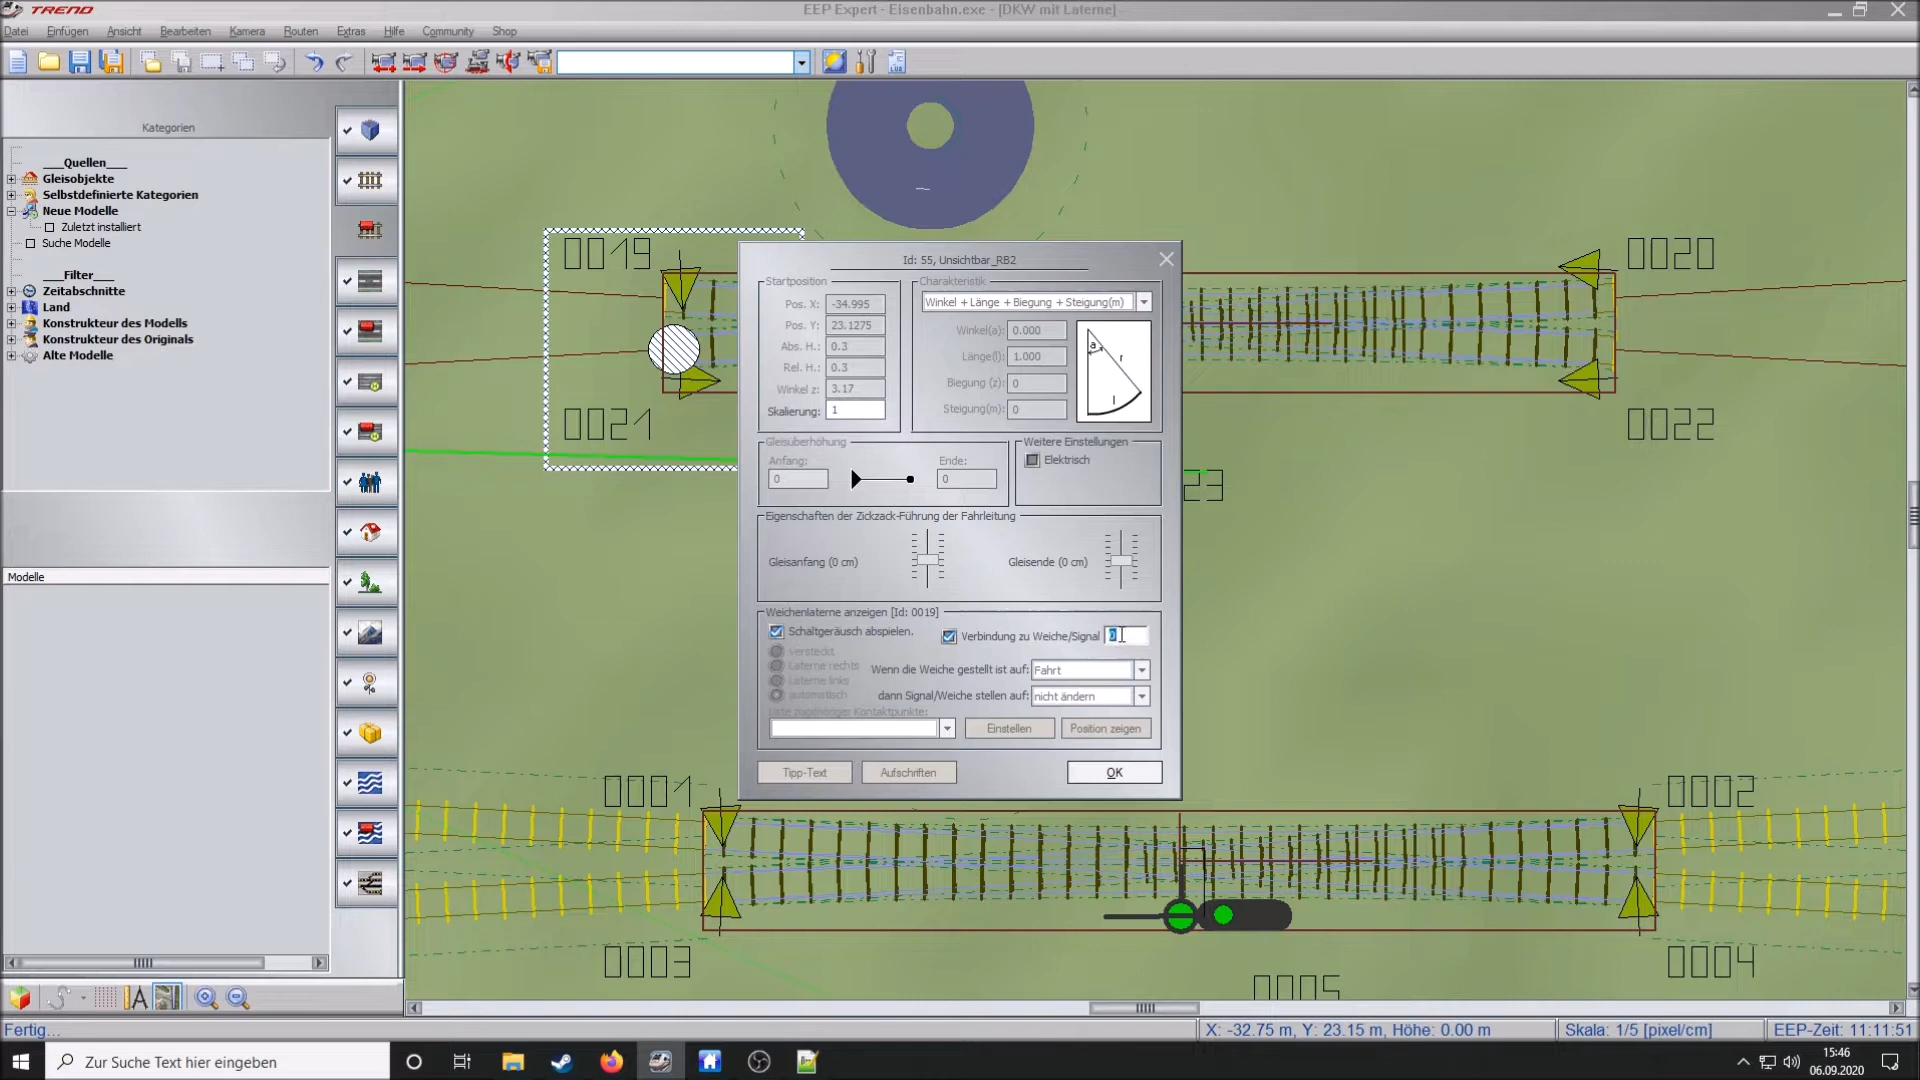 TREND
EEP Expert - Eisenbahn.exe - [DKW mit Laterne]
Datei Einfügen Ansicht Bearbeiten Kamera Routen Extras Hilfe Community Shop
Kategorien
___Quellen___
Gleisobjekte
Selbstdefinierte Kategorien
Neue Modelle
Zuletzt installiert
Suche Modelle
___Filter___
Zeitabschnitte
Land
Konstrukteur des Modells
Konstrukteur des Originals
Alte Modelle
Modelle
0019
0020
0021
0022
23
Id: 55, Unsichtbar_RB2
Startposition
Pos. X: -34.995
Pos. Y: 23.1275
Abs. H.: 0.3
Rel. H.: 0.3
Winkel z: 3.17
Skalierung: 1
Charakteristik
Winkel + Länge + Biegung + Steigung(m)
Winkel(a): 0.000
Länge(l): 1.000
Biegung (z): 0
Steigung(m): 0
a
r
l
Gleisüberhöhung
Anfang: Ende:
0 0
Weitere Einstellungen
Elektrisch
Eigenschaften der Zickzack-Führung der Fahrleitung
Gleisanfang (0 cm) Gleisende (0 cm)
Weichenlaterne anzeigen [Id: 0019]
Schaltgeräusch abspielen. Verbindung zu Weiche/Signal 0
versteckt
Laterne rechts
Laterne links
automatisch
Wenn die Weiche gestellt ist auf: Fahrt
dann Signal/Weiche stellen auf: nicht ändern
Liste zugehöriger Kontaktpunkte:
Einstellen Position zeigen
Tipp-Text Aufschriften OK
0001
0002
0003
0004
0005
Fertig... X: -32.75 m, Y: 23.15 m, Höhe: 0.00 m Skala: 1/5 [pixel/cm] EEP-Zeit: 11:11:51
Zur Suche Text hier eingeben
15:46
06.09.2020